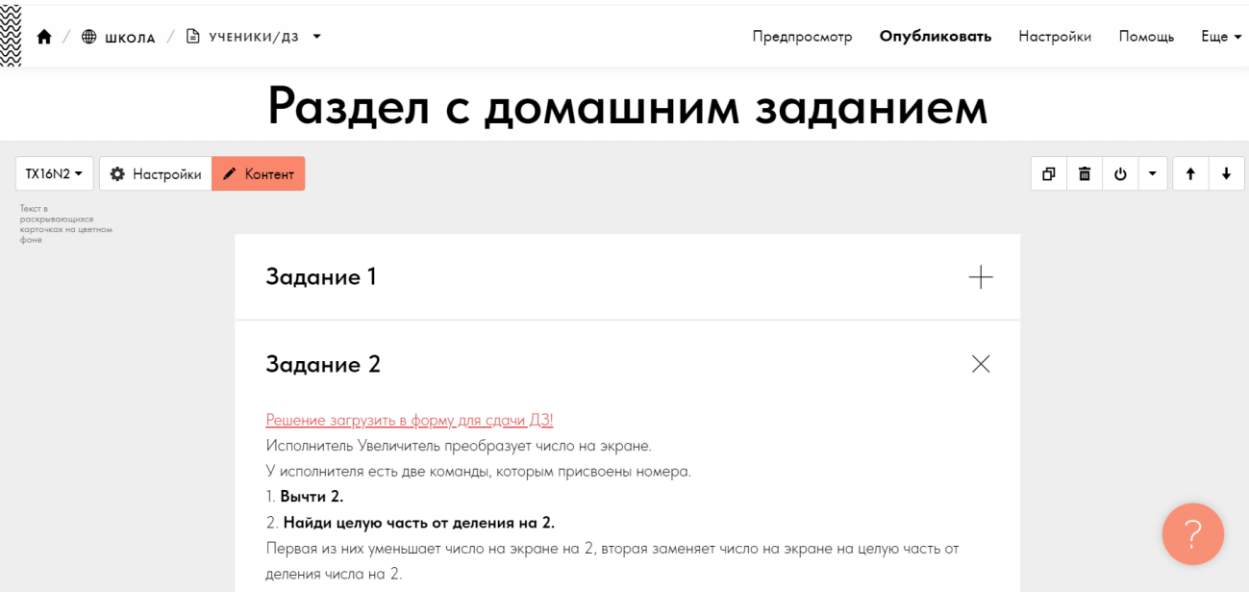 / ШКОЛА / УЧЕНИКИ/ДЗ Предпросмотр Опубликовать Настройки Помощь Еще
Раздел с домашним заданием
TX16N2 Настройки Контент
Текст в
раскрывающихся
карточках на цветном
фоне
Задание 1
Задание 2
Решение загрузить в форму для сдачи ДЗ!
Исполнитель Увеличитель преобразует число на экране.
У исполнителя есть две команды, которым присвоены номера.
1. Вычти 2.
2. Найди целую часть от деления на 2.
Первая из них уменьшает число на экране на 2, вторая заменяет число на экране на целую часть от
деления числа на 2.
?